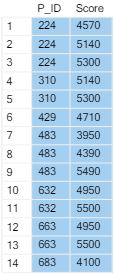 P_ID Score
1 224 4570
2 224 5140
3 224 5300
4 310 5140
5 310 5300
6 429 4710
7 483 3950
8 483 4390
9 483 5490
10 632 4950
11 632 5500
12 663 4950
13 663 5500
14 683 4100